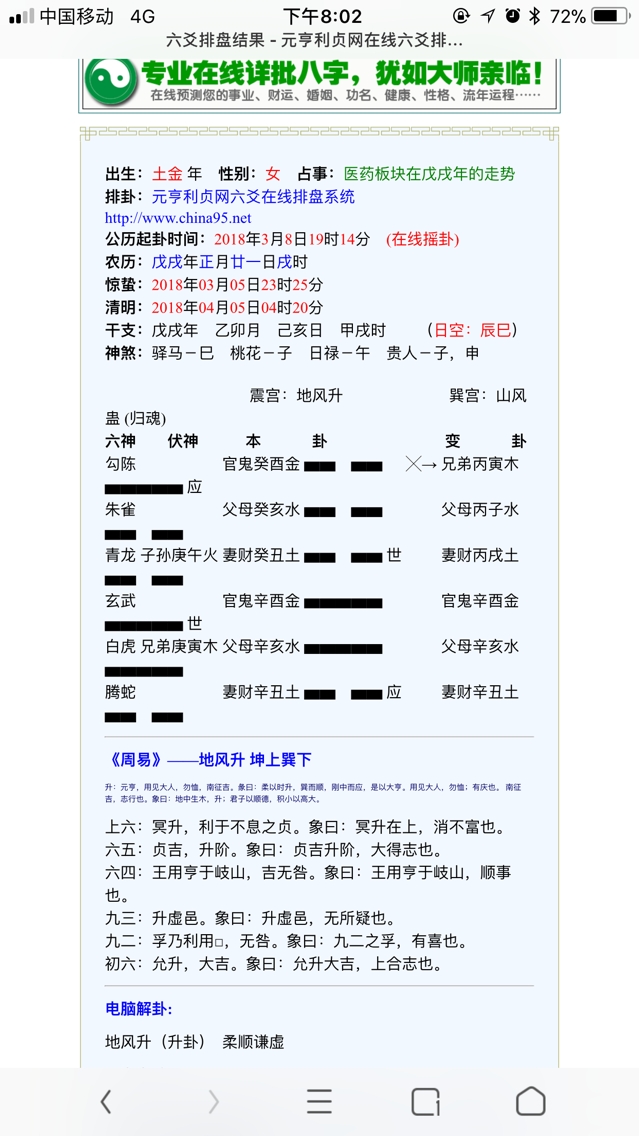 中国移动 4G 下午8:02 72%
六爻排盘结果 - 元亨利贞网在线六爻排...
专业在线详批八字，犹如大师亲临！
在线预测您的事业、财运、婚姻、功名、健康、性格、流年运程……
出生：土金 年 性别：女 占事：医药板块在戊戌年的走势
排卦：元亨利贞网六爻在线排盘系统
http://www.china95.net
公历起卦时间：2018年3月8日19时14分 (在线摇卦)
农历：戊戌年正月廿一日戌时
惊蛰：2018年03月05日23时25分
清明：2018年04月05日04时20分
干支：戊戌年 乙卯月 己亥日 甲戌时 （日空：辰巳）
神煞：驿马－巳 桃花－子 日禄－午 贵人－子，申
震宫：地风升 巽宫：山风
蛊 (归魂)
六神 伏神 本 卦 变 卦
勾陈 官鬼癸酉金 ╳→ 兄弟丙寅木
应
朱雀 父母癸亥水 父母丙子水
青龙 子孙庚午火 妻财癸丑土 世 妻财丙戌土
玄武 官鬼辛酉金 官鬼辛酉金
世
白虎 兄弟庚寅木 父母辛亥水 父母辛亥水
腾蛇 妻财辛丑土 应 妻财辛丑土
《周易》——地风升 坤上巽下
升：元亨，用见大人，勿恤，南征吉。彖曰：柔以时升，巽而顺，刚中而应，是以大亨。用见大人，勿恤；有庆也。 南征
吉，志行也。象曰：地中生木，升；君子以顺德，积小以高大。
上六：冥升，利于不息之贞。象曰：冥升在上，消不富也。
六五：贞吉，升阶。象曰：贞吉升阶，大得志也。
六四：王用亨于岐山，吉无咎。象曰：王用亨于岐山，顺事
也。
九三：升虚邑。象曰：升虚邑，无所疑也。
九二：孚乃利用□，无咎。象曰：九二之孚，有喜也。
初六：允升，大吉。象曰：允升大吉，上合志也。
电脑解卦:
地风升（升卦） 柔顺谦虚